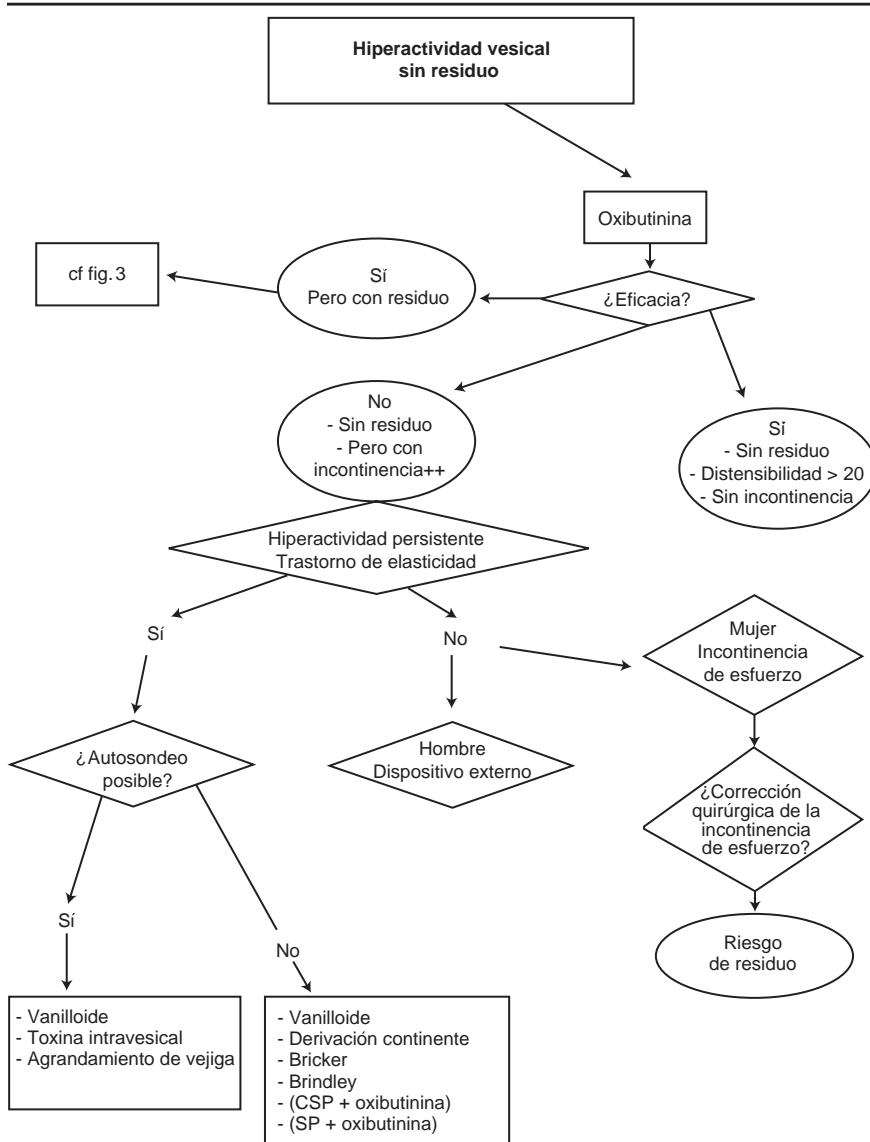 Hiperactividad vesical
sin residuo
Oxibutinina
¿Eficacia?
Sí
Pero con residuo
cf fig. 3
No
- Sin residuo
- Pero con
incontinencia++
Sí
- Sin residuo
- Distensibilidad > 20
- Sin incontinencia
Hiperactividad persistente
Trastorno de elasticidad
Sí
No
Mujer
Incontinencia
de esfuerzo
¿Autosondeo
posible?
Hombre
Dispositivo externo
¿Corrección
quirúrgica de la
incontinencia
de esfuerzo?
Sí
No
Riesgo
de residuo
- Vanilloide
- Toxina intravesical
- Agrandamiento de vejiga
- Vanilloide
- Derivación continente
- Bricker
- Brindley
- (CSP + oxibutinina)
- (SP + oxibutinina)